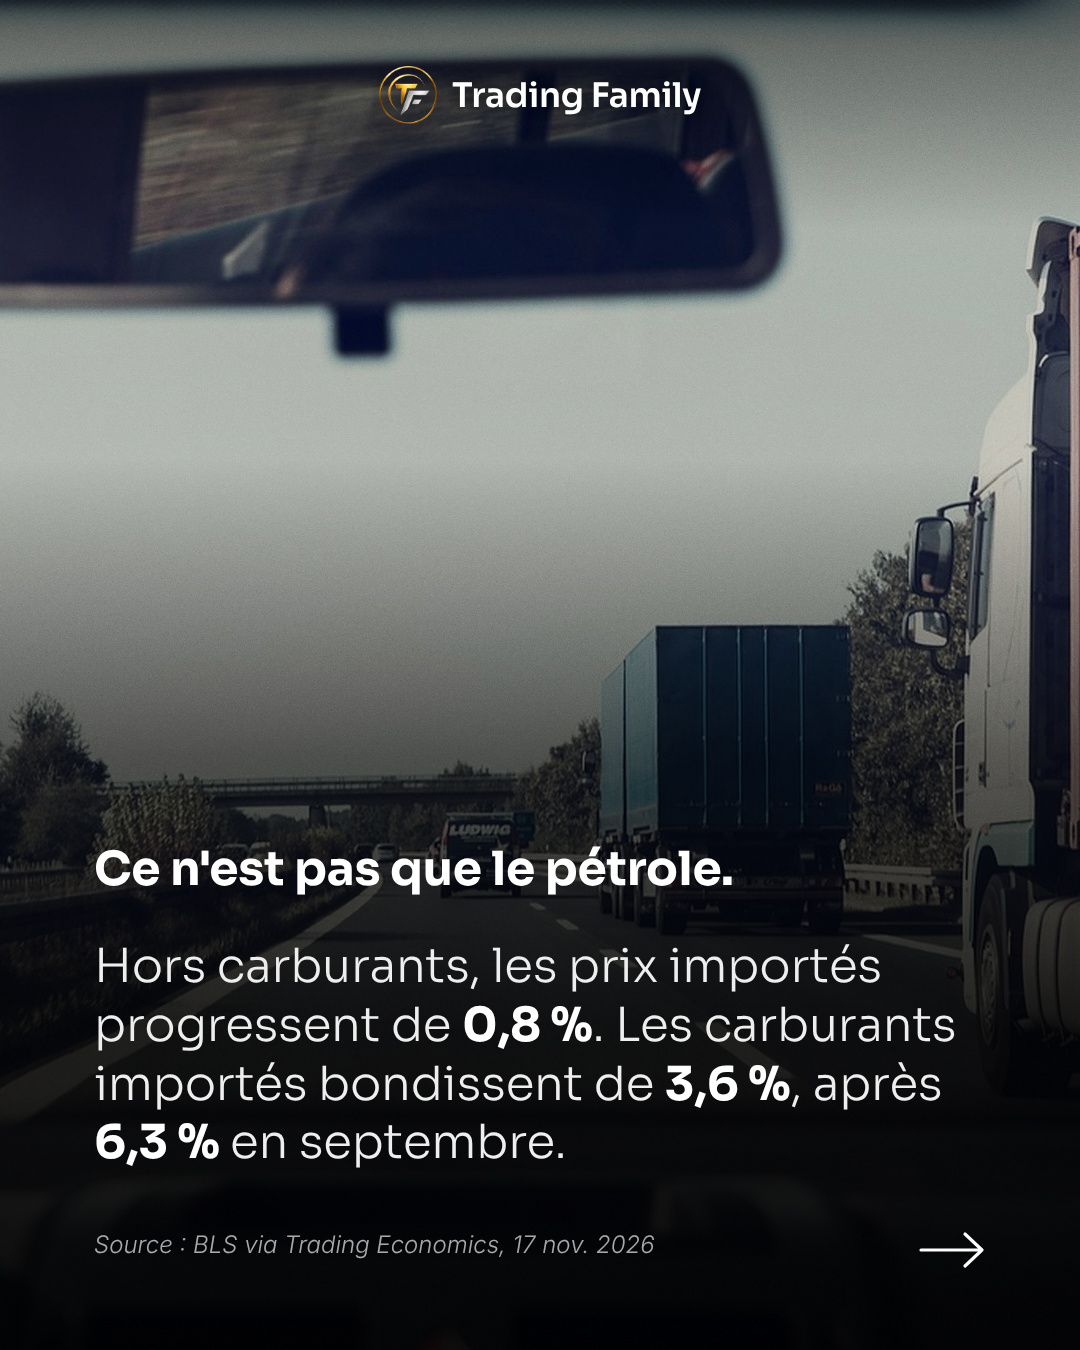 Trading Family
LUDWIG
Ce n'est pas que le pétrole.
Hors carburants, les prix importés
progressent de 0,8 %. Les carburants
importés bondissent de 3,6 %, après
6,3 % en septembre.
Source : BLS via Trading Economics, 17 nov. 2026